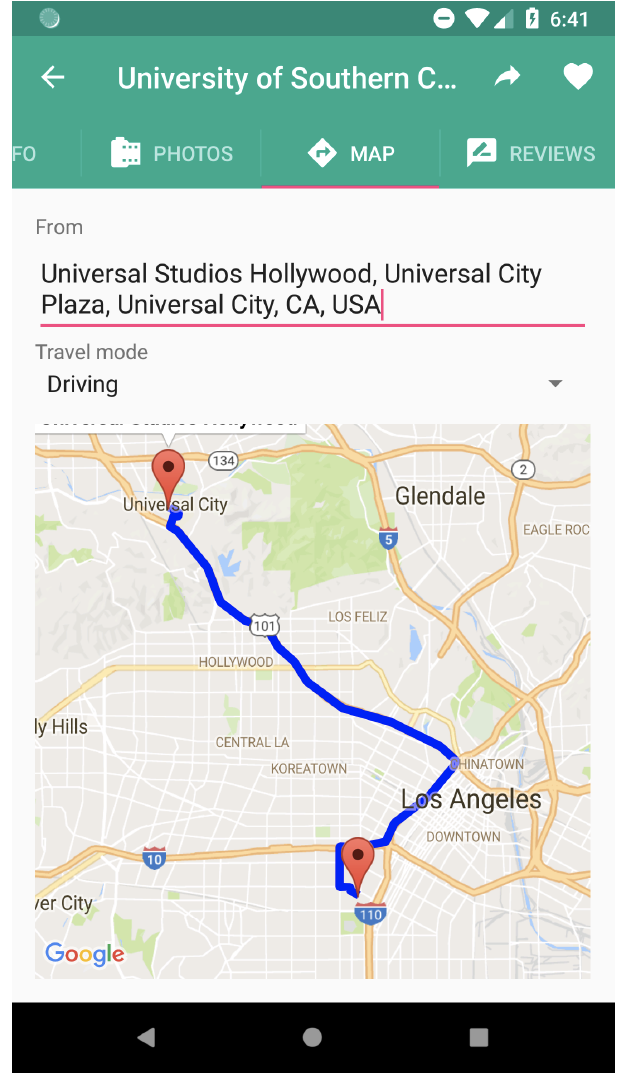 6:41
University of Southern C...
FO
PHOTOS
MAP
REVIEWS
From
Universal Studios Hollywood, Universal City
Plaza, Universal City, CA, USA
Travel mode
Driving
134
2
Universal City
Glendale
5
EAGLE ROC
101
LOS FELIZ
HOLLYWOOD
ly Hills
CENTRAL LA
KOREATOWN
CHINATOWN
Los Angeles
DOWNTOWN
10
ver City
110
Google